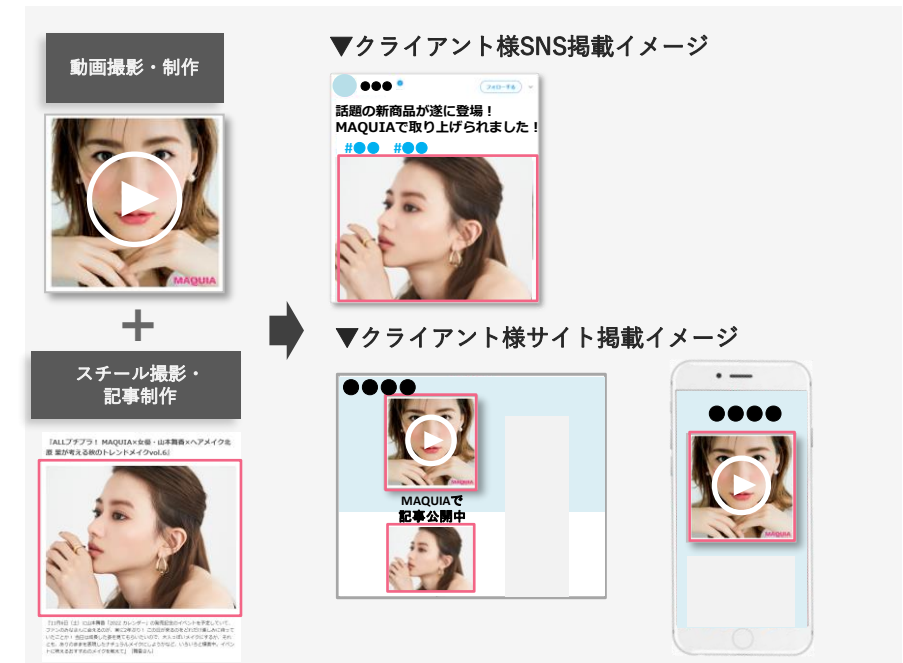 動画撮影・制作
MAQUIA
スチール撮影・
記事制作
『ALLプチプラ！ MAQUIA×女優・山本舞香×ヘアメイク北
原 果が考える秋のトレンドメイクvol.6』
▼クライアント様SNS掲載イメージ
●●●
フォローする
話題の新商品が遂に登場！
MAQUIAで取り上げられました！
#●● #●●
▼クライアント様サイト掲載イメージ
●●●●
MAQUIA
MAQUIAで
記事公開中
●●●●
MAQUIA